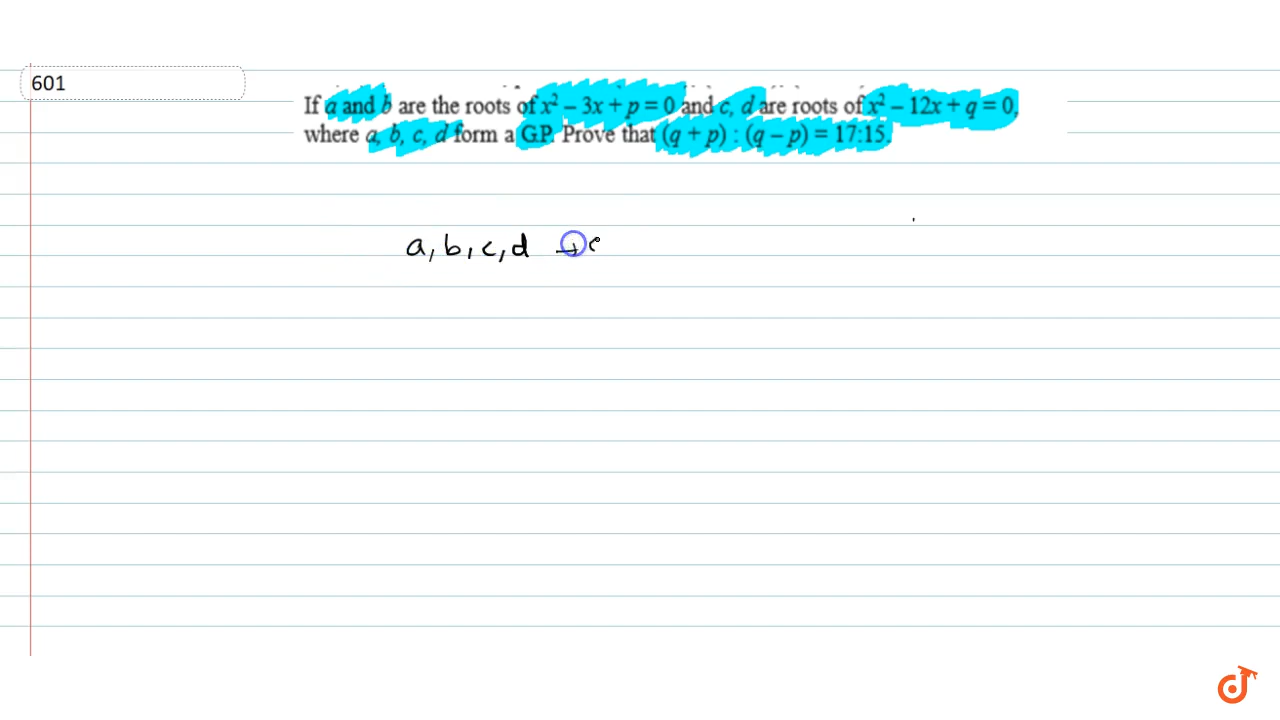 601
If a and b are the roots of x² – 3x + p = 0 and c, d are roots of x² – 12x + q = 0,
where a, b, c, d form a G.P. Prove that (q + p) : (q – p) = 17:15.
a, b, c, d →